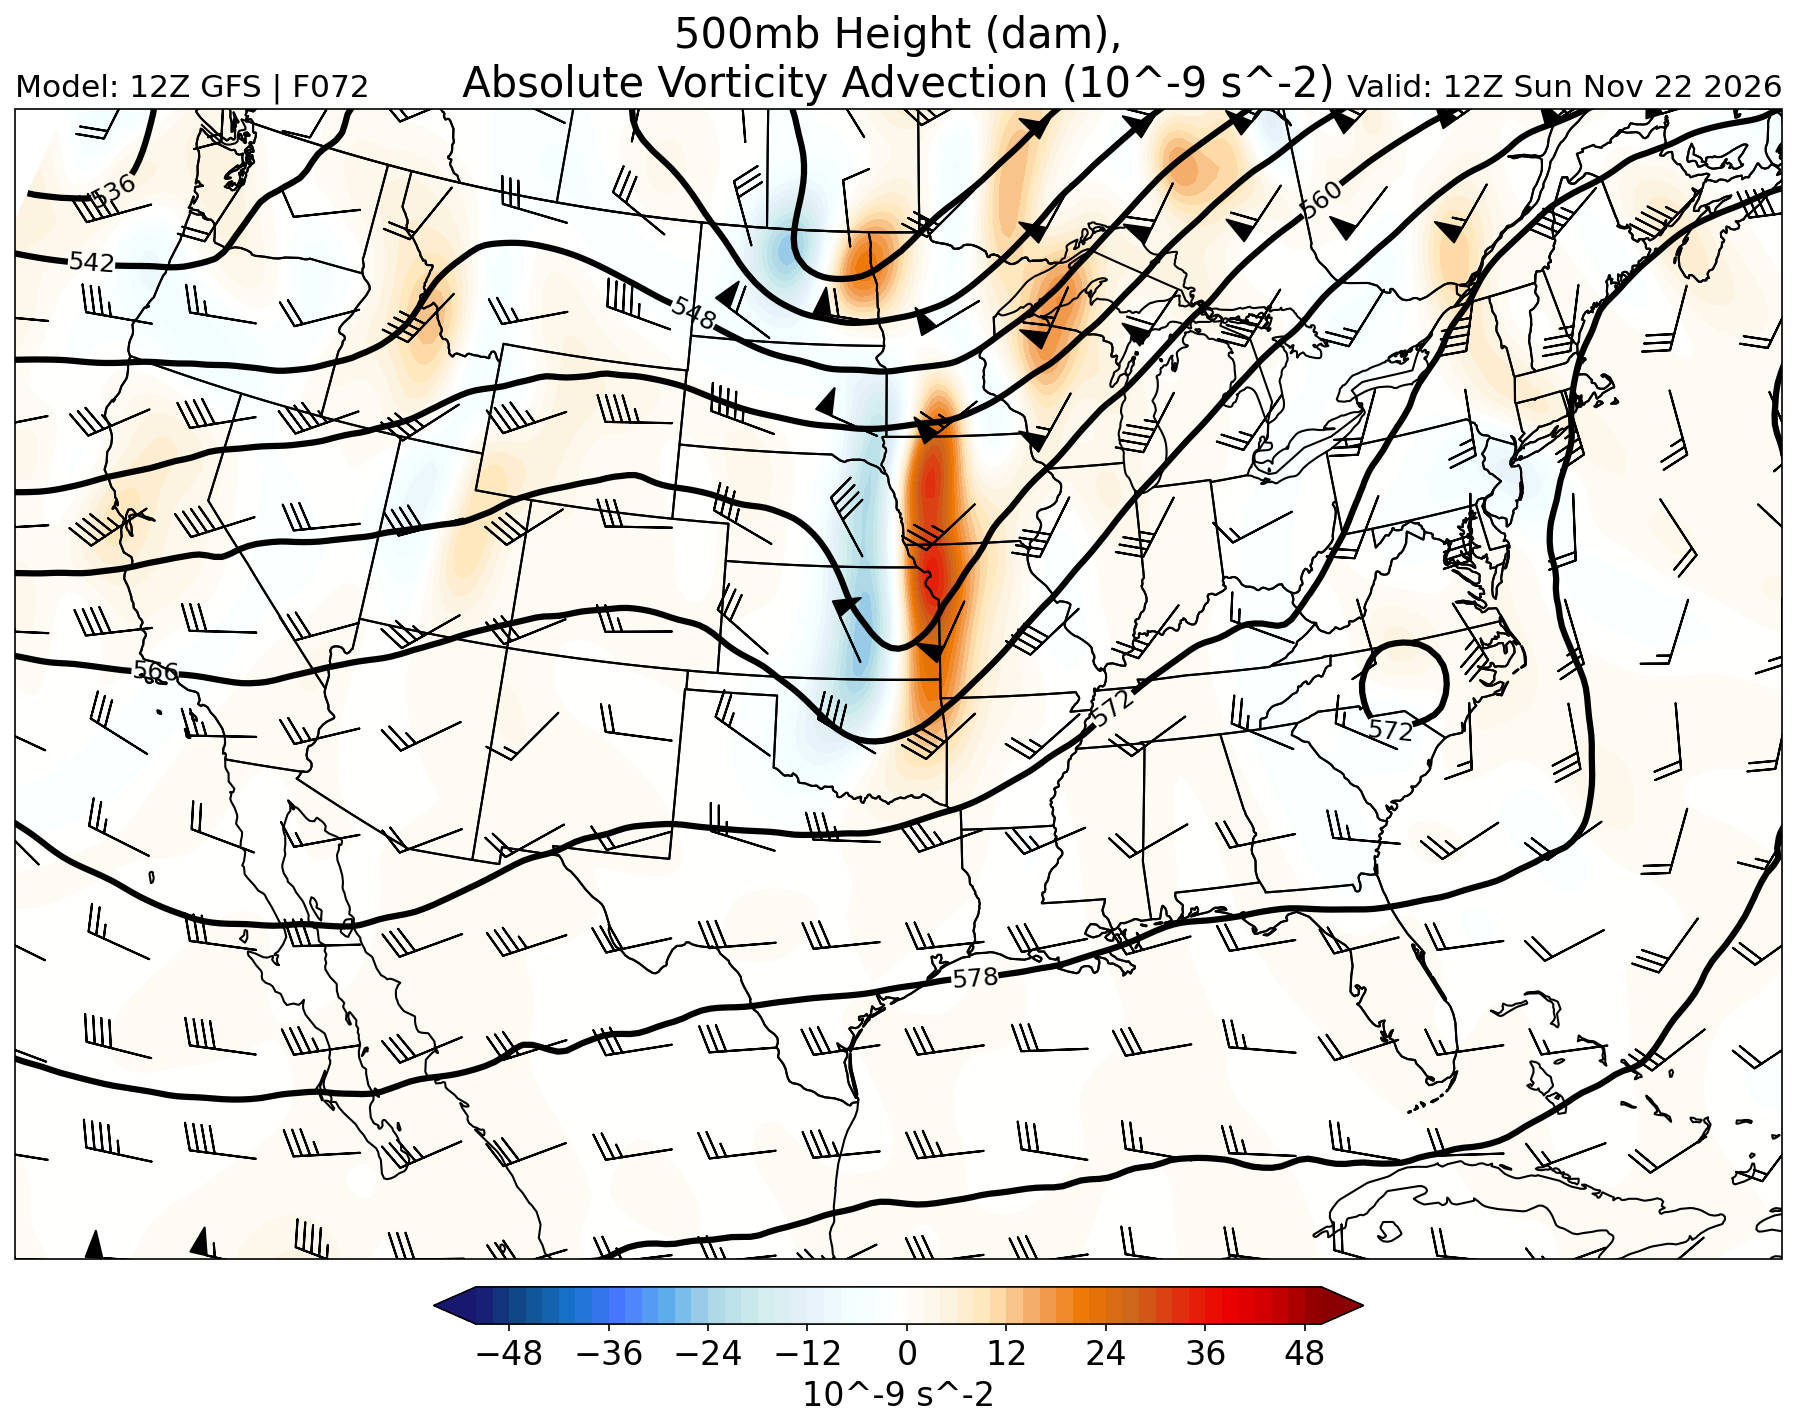 500mb Height (dam),
Model: 12Z GFS | F072
Absolute Vorticity Advection (10^-9 s^-2)
Valid: 12Z Sun Nov 22 2026
536
542
548
560
566
572
572
578
−48 −36 −24 −12 0 12 24 36 48
10^-9 s^-2